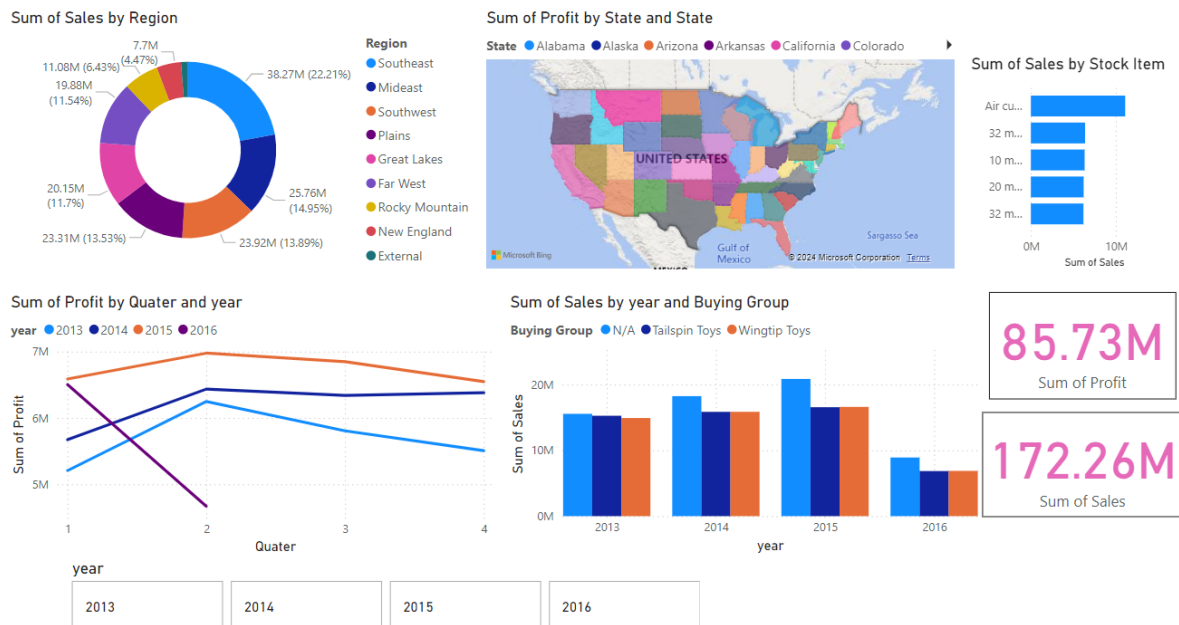 Sum of Sales by Region
7.7M
(4.47%)
11.08M (6.43%)
19.88M
(11.54%)
20.15M
(11.7%)
23.31M (13.53%)
23.92M (13.89%)
25.76M
(14.95%)
38.27M (22.21%)
Region
Southeast
Mideast
Southwest
Plains
Great Lakes
Far West
Rocky Mountain
New England
External
Sum of Profit by State and State
State Alabama Alaska Arizona Arkansas California Colorado
UNITED STATES
Sargasso Sea
Gulf of
Mexico
Microsoft Bing
© 2024 Microsoft Corporation Terms
MEXICO
Sum of Sales by Stock Item
Air cu...
32 m...
10 m...
20 m...
32 m...
0M 10M
Sum of Sales
Sum of Profit by Quater and year
year 2013 2014 2015 2016
7M
6M
5M
Sum of Profit
1 2 3 4
Quater
Sum of Sales by year and Buying Group
Buying Group N/A Tailspin Toys Wingtip Toys
20M
10M
0M
Sum of Sales
2013 2014 2015 2016
year
85.73M
Sum of Profit
172.26M
Sum of Sales
year
2013
2014
2015
2016